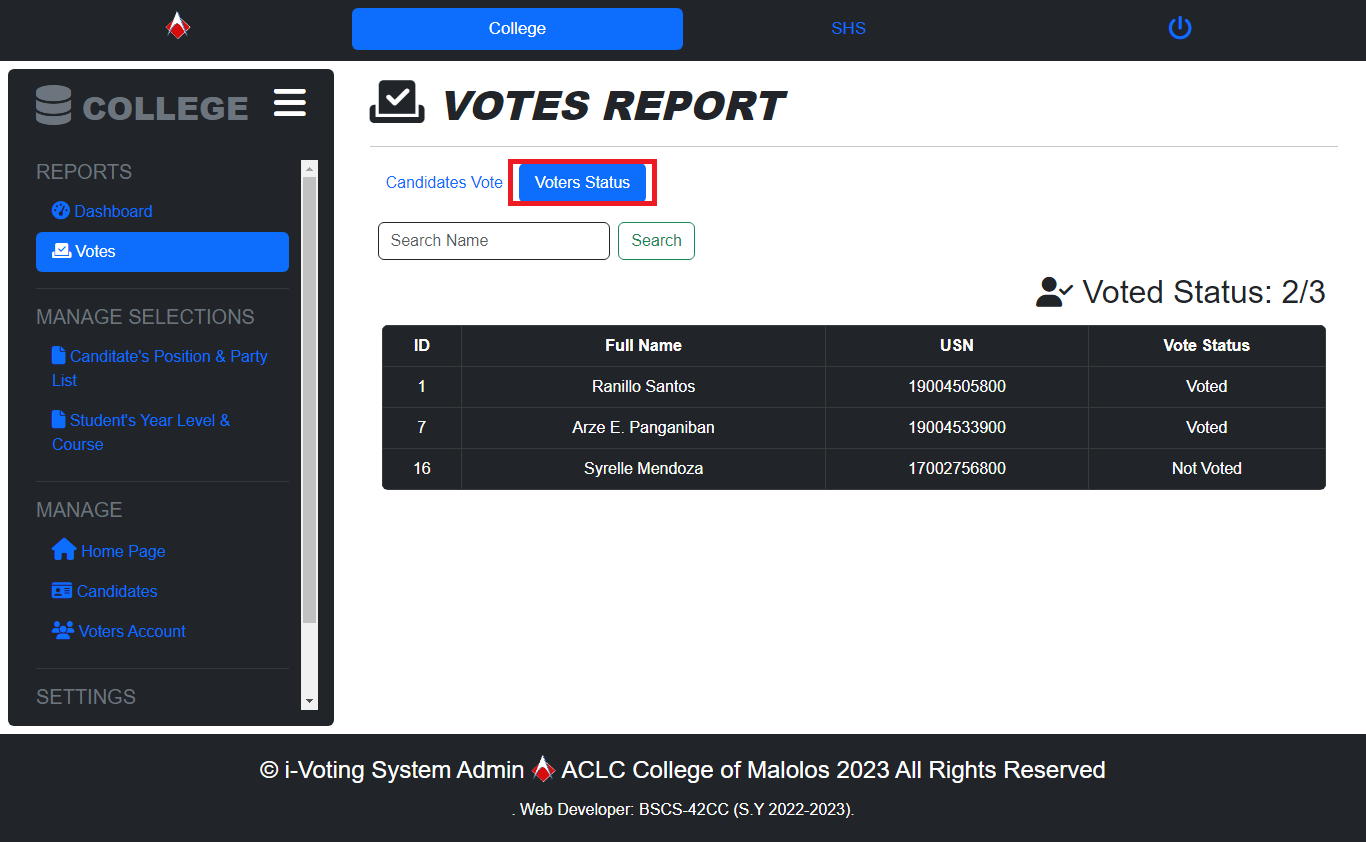 College
SHS
COLLEGE
REPORTS
Dashboard
Votes
MANAGE SELECTIONS
Canditate's Position & Party
List
Student's Year Level &
Course
MANAGE
Home Page
Candidates
Voters Account
SETTINGS
VOTES REPORT
Candidates Vote
Voters Status
Search Name
Search
Voted Status: 2/3
ID Full Name USN Vote Status
1 Ranillo Santos 19004505800 Voted
7 Arze E. Panganiban 19004533900 Voted
16 Syrelle Mendoza 17002756800 Not Voted
© i-Voting System Admin ACLC College of Malolos 2023 All Rights Reserved
. Web Developer: BSCS-42CC (S.Y 2022-2023).